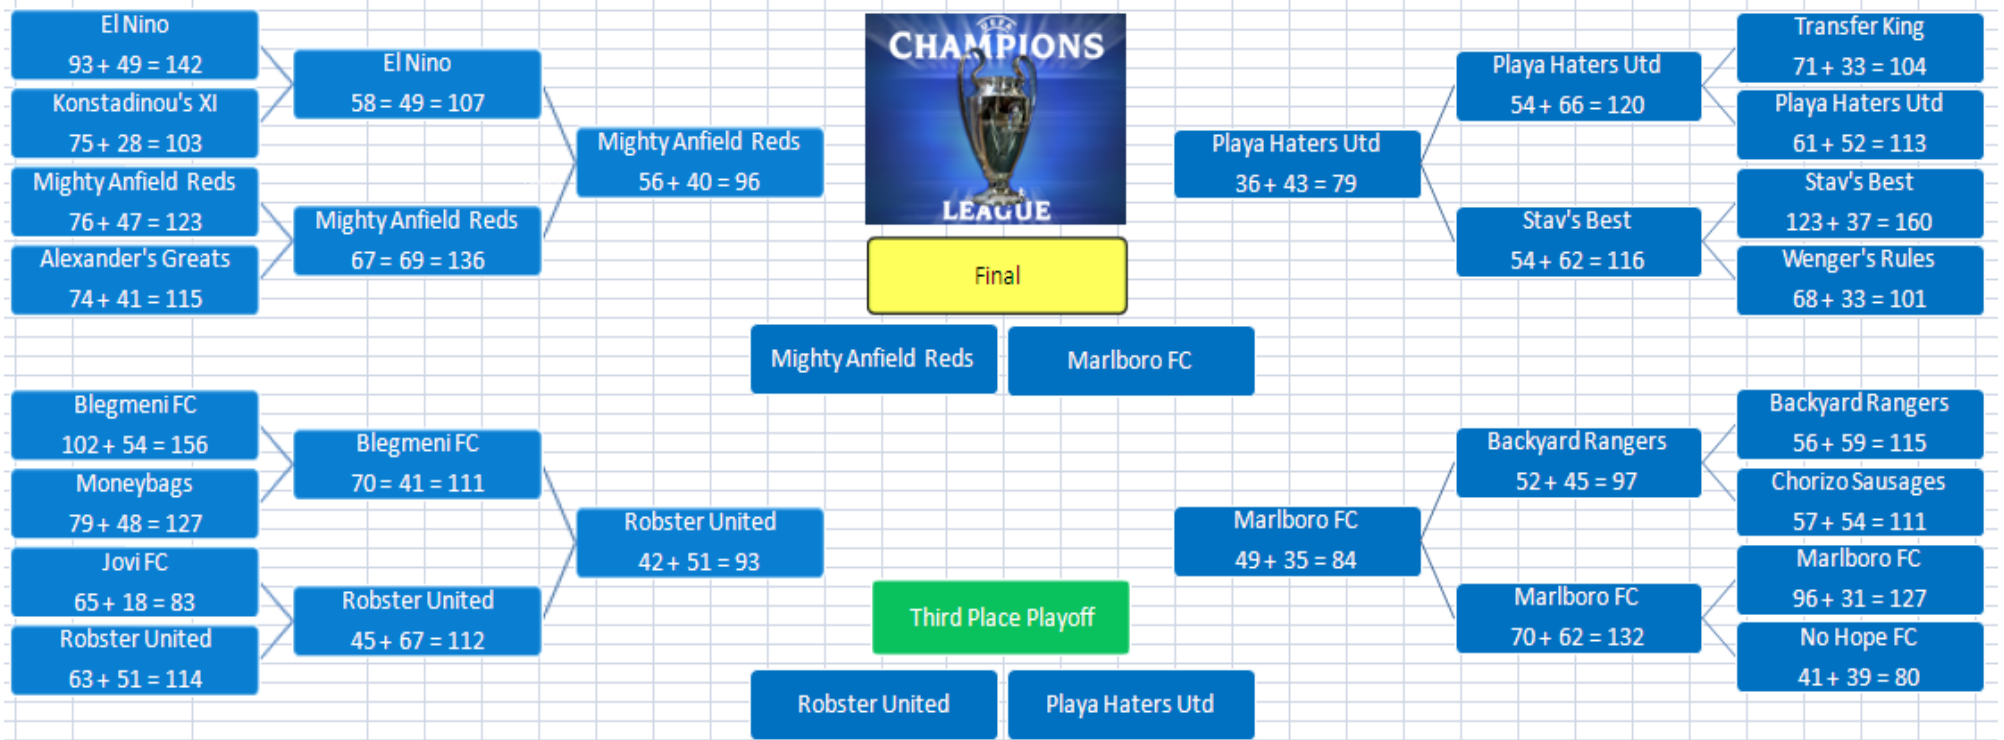 El Nino
93 + 49 = 142
Konstadinou's XI
75 + 28 = 103
Mighty Anfield Reds
76 + 47 = 123
Alexander's Greats
74 + 41 = 115
El Nino
58 = 49 = 107
Mighty Anfield Reds
67 = 69 = 136
Mighty Anfield Reds
56 + 40 = 96
UEFA
CHAMPIONS
LEAGUE
Final
Mighty Anfield Reds
Marlboro FC
Playa Haters Utd
36 + 43 = 79
Playa Haters Utd
54 + 66 = 120
Stav's Best
54 + 62 = 116
Transfer King
71 + 33 = 104
Playa Haters Utd
61 + 52 = 113
Stav's Best
123 + 37 = 160
Wenger's Rules
68 + 33 = 101
Blegmeni FC
102 + 54 = 156
Moneybags
79 + 48 = 127
Jovi FC
65 + 18 = 83
Robster United
63 + 51 = 114
Blegmeni FC
70 = 41 = 111
Robster United
45 + 67 = 112
Robster United
42 + 51 = 93
Third Place Playoff
Robster United
Playa Haters Utd
Marlboro FC
49 + 35 = 84
Backyard Rangers
52 + 45 = 97
Marlboro FC
70 + 62 = 132
Backyard Rangers
56 + 59 = 115
Chorizo Sausages
57 + 54 = 111
Marlboro FC
96 + 31 = 127
No Hope FC
41 + 39 = 80